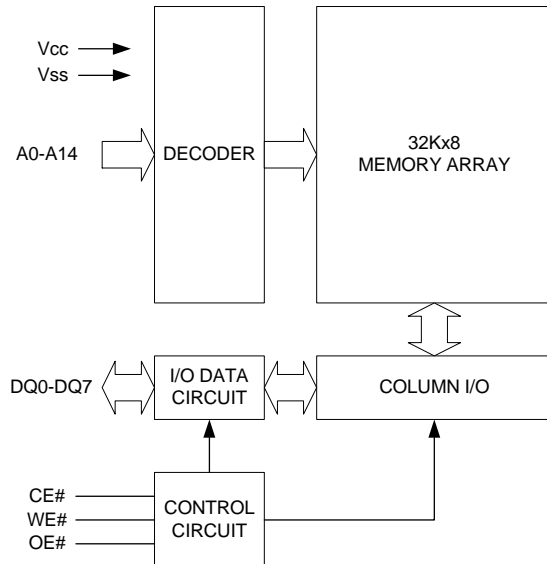 Vcc
Vss
A0-A14
DECODER
32Kx8
MEMORY ARRAY
DQ0-DQ7
I/O DATA
CIRCUIT
COLUMN I/O
CE#
WE#
OE#
CONTROL
CIRCUIT